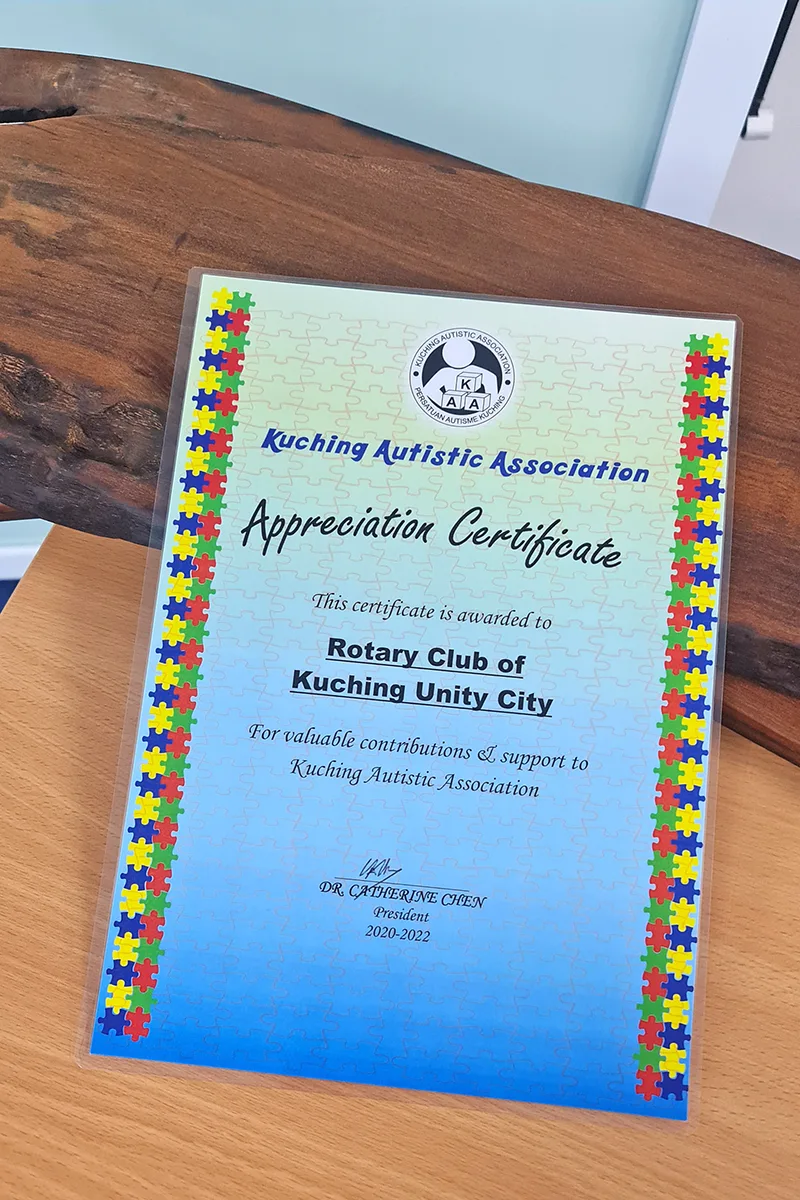 KUCHING AUTISTIC ASSOCIATION
K
A A
PERSATUAN AUTISME KUCHING
Kuching Autistic Association
Appreciation Certificate
This certificate is awarded to
Rotary Club of
Kuching Unity City
For valuable contributions & support to
Kuching Autistic Association
DR. CATHERINE CHEN
President
2020-2022